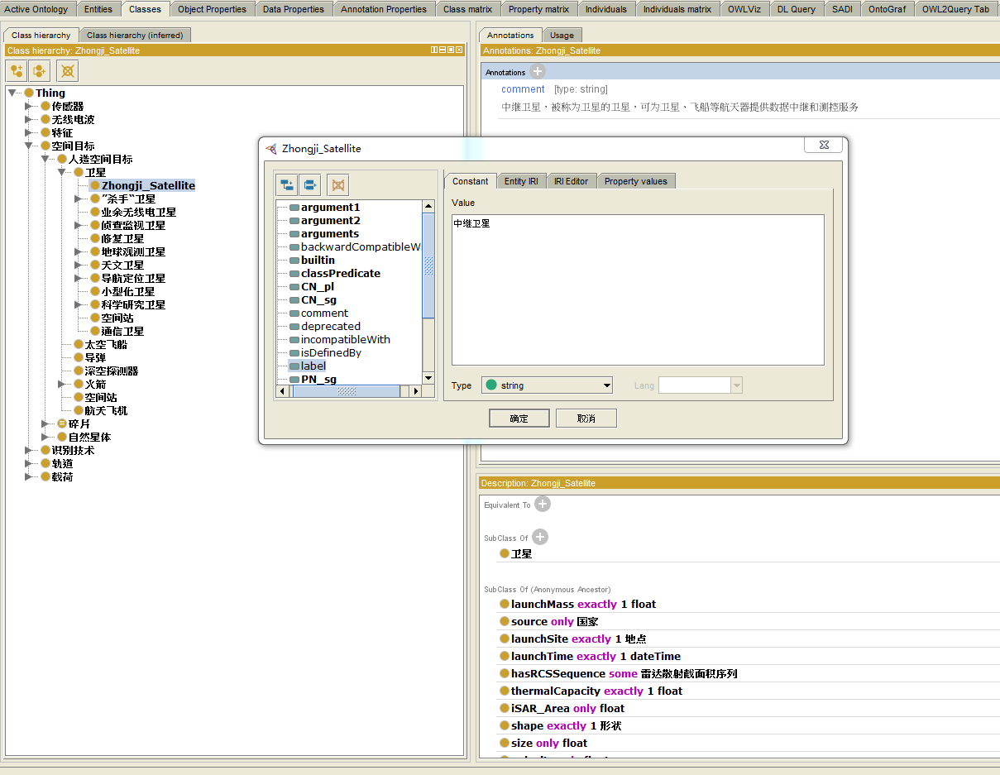 Active Ontology Entities Classes Object Properties Data Properties Annotation Properties Class matrix Property matrix Individuals Individuals matrix OWLViz DL Query SADI OntoGraf OWL2Query Tab
Class hierarchy Class hierarchy (inferred)
Class hierarchy: Zhongji_Satellite
Thing
传感器
无线电波
特征
空间目标
人造空间目标
卫星
Zhongji_Satellite
"杀手"卫星
业余无线电卫星
侦查监视卫星
修复卫星
地球观测卫星
天文卫星
导航定位卫星
小型化卫星
科学研究卫星
空间站
通信卫星
太空飞船
导弹
深空探测器
火箭
空间站
航天飞机
碎片
自然星体
识别技术
轨道
载荷
Annotations Usage
Annotations: Zhongji_Satellite
Annotations
comment [type: string]
中继卫星，被称为卫星的卫星，可为卫星、飞船等航天器提供数据中继和测控服务
Zhongji_Satellite
argument1
argument2
arguments
backwardCompatibleW
builtin
classPredicate
CN_pl
CN_sg
comment
deprecated
incompatibleWith
isDefinedBy
label
PN_sg
Constant Entity IRI IRI Editor Property values
Value
中继卫星
Type string Lang
确定 取消
Description: Zhongji_Satellite
Equivalent To
SubClass Of
卫星
SubClass Of (Anonymous Ancestor)
launchMass exactly 1 float
source only 国家
launchSite exactly 1 地点
launchTime exactly 1 dateTime
hasRCSSequence some 雷达散射截面积序列
thermalCapacity exactly 1 float
iSAR_Area only float
shape exactly 1 形状
size only float